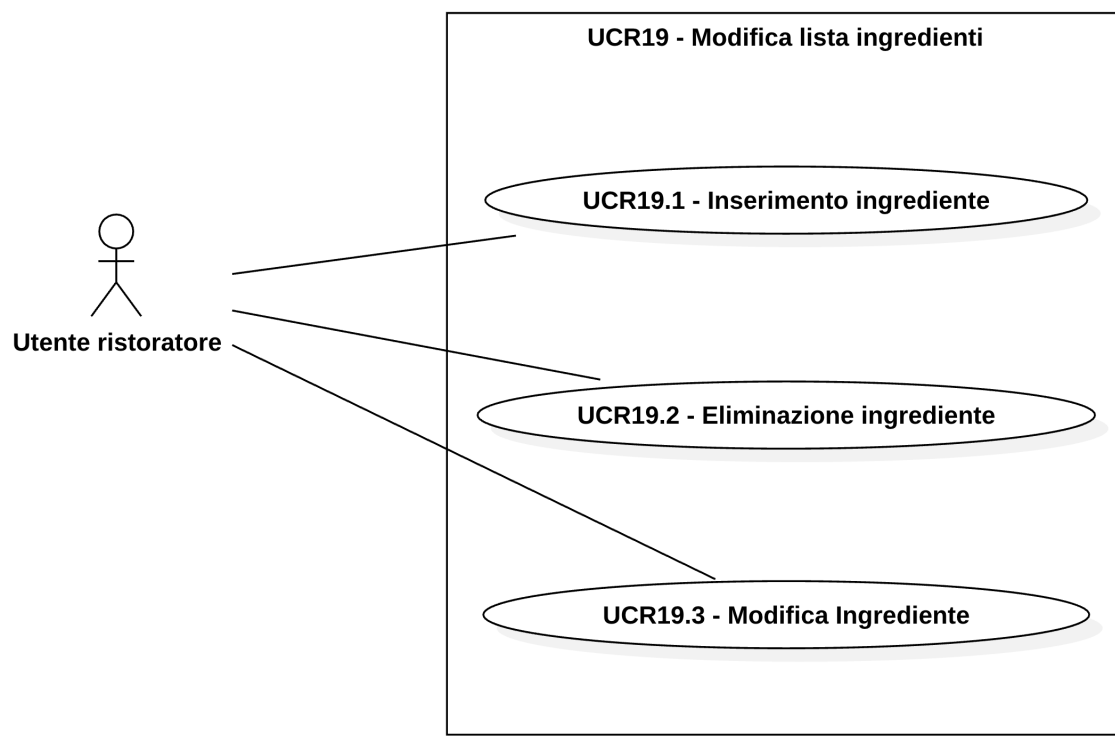 UCR19 - Modifica lista ingredienti
UCR19.1 - Inserimento ingrediente
Utente ristoratore
UCR19.2 - Eliminazione ingrediente
UCR19.3 - Modifica Ingrediente